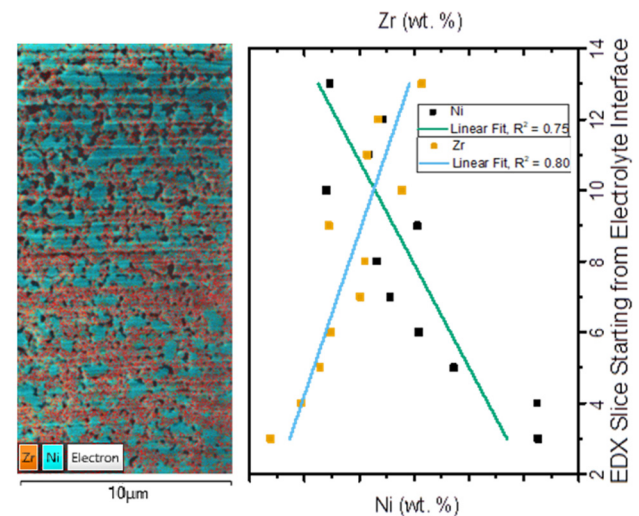 Zr (wt. %)
14
12
10
8
6
4
2
EDX Slice Starting from Electrolyte Interface
Ni
Linear Fit, R² = 0.75
Zr
Linear Fit, R² = 0.80
Zr Ni Electron
10µm
Ni (wt. %)